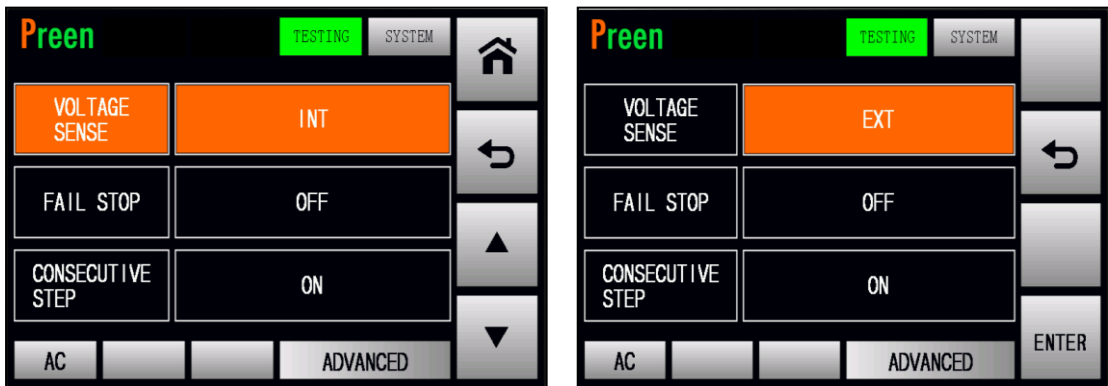 Preen TESTING SYSTEM
VOLTAGE
SENSE
INT
FAIL STOP OFF
CONSECUTIVE
STEP
ON
AC ADVANCED
Preen TESTING SYSTEM
VOLTAGE
SENSE
EXT
FAIL STOP OFF
CONSECUTIVE
STEP
ON
AC ADVANCED
ENTER